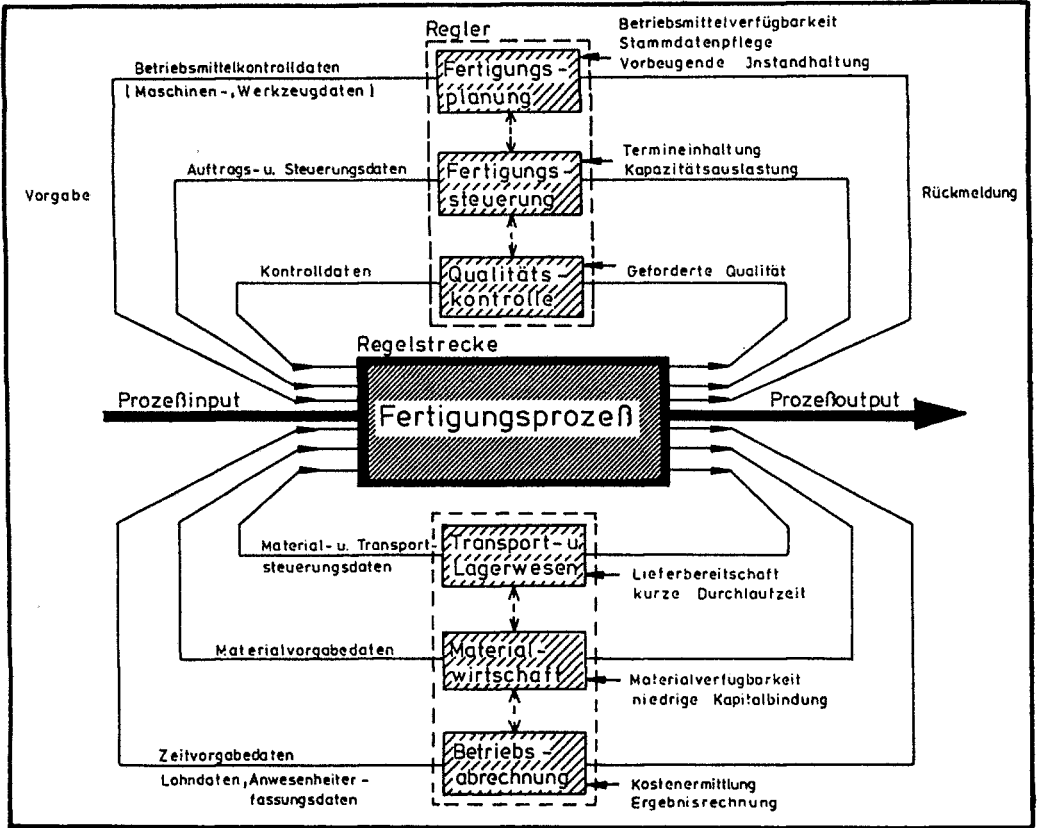 Regler
Betriebsmittelverfügbarkeit
Stammdatenpflege
Vorbeugende Jnstandhaltung
Betriebsmittelkontrolldaten
(Maschinen-, Werkzeugdaten)
Fertigungs-
planung
Termineinhaltung
Kapazitätsauslastung
Auftrags- u. Steuerungsdaten
Fertigungs-
steuerung
Vorgabe
Rückmeldung
Kontrolldaten
Qualitäts-
kontrolle
Geforderte Qualität
Regelstrecke
Prozeßinput
Fertigungsprozeß
Prozeßoutput
Material- u. Transport-
steuerungsdaten
Transport- u.
Lagerwesen
Lieferbereitschaft
kurze Durchlaufzeit
Materialvorgabedaten
Material-
wirtschaft
Materialverfugbarkeit
niedrige Kapitalbindung
Zeitvorgabedaten
Lohndaten, Anwesenheiter-
fassungsdaten
Betriebs-
abrechnung
Kostenermittlung
Ergebnisrechnung